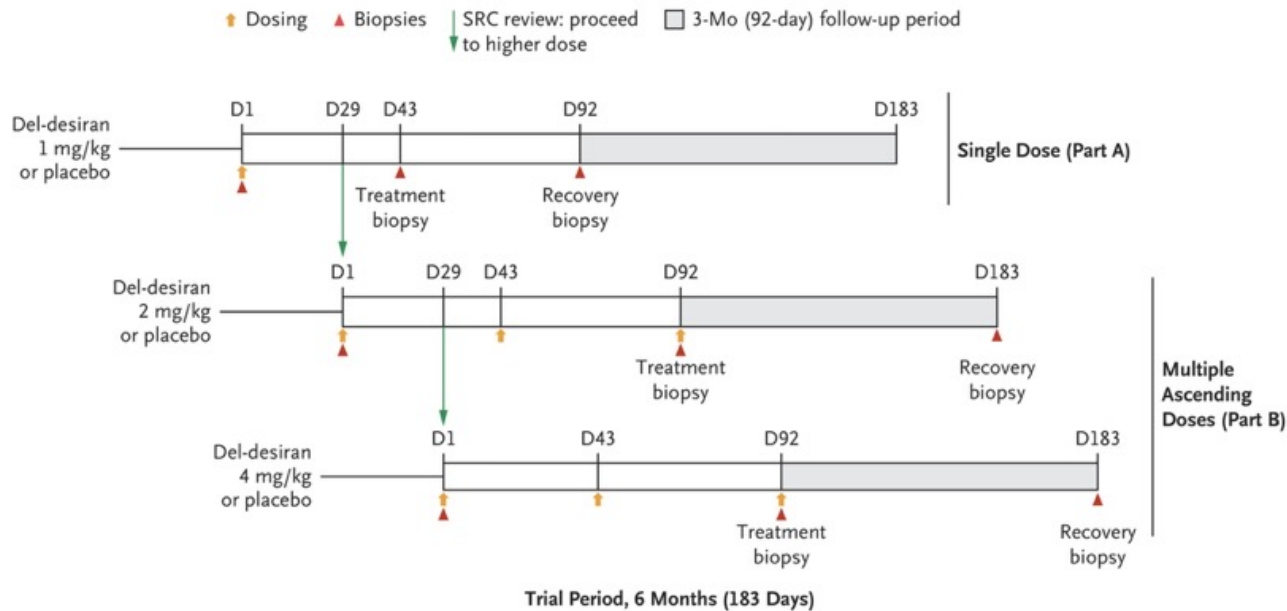 Dosing
Biopsies
SRC review: proceed
to higher dose
3-Mo (92-day) follow-up period
D1
D29
D43
D92
D183
Del-desiran
1 mg/kg
or placebo
Treatment
biopsy
Recovery
biopsy
Single Dose (Part A)
D1
D29
D43
D92
D183
Del-desiran
2 mg/kg
or placebo
Treatment
biopsy
Recovery
biopsy
Multiple
Ascending
Doses (Part B)
D1
D43
D92
D183
Del-desiran
4 mg/kg
or placebo
Treatment
biopsy
Recovery
biopsy
Trial Period, 6 Months (183 Days)